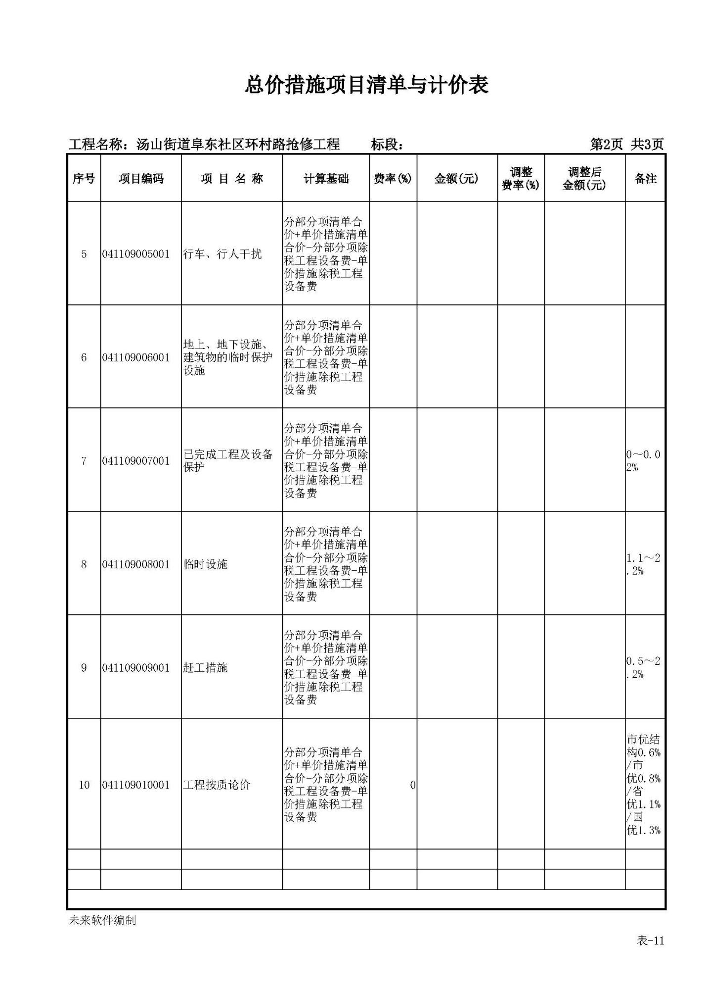 总价措施项目清单与计价表
工程名称：汤山街道阜东社区环村路抢修工程 标段： 第2页 共3页
序号 项目编码 项 目 名 称 计算基础 费率(%) 金额(元) 调整 费率(%) 调整后 金额(元) 备注
5 041109005001 行车、行人干扰
分部分项清单合
价+单价措施清单
合价-分部分项除
税工程设备费-单
价措施除税工程
设备费
6 041109006001
地上、地下设施、
建筑物的临时保护
设施
分部分项清单合
价+单价措施清单
合价-分部分项除
税工程设备费-单
价措施除税工程
设备费
7 041109007001
已完成工程及设备
保护
分部分项清单合
价+单价措施清单
合价-分部分项除
税工程设备费-单
价措施除税工程
设备费
0～0.0
2%
8 041109008001 临时设施
分部分项清单合
价+单价措施清单
合价-分部分项除
税工程设备费-单
价措施除税工程
设备费
1.1～2
.2%
9 041109009001 赶工措施
分部分项清单合
价+单价措施清单
合价-分部分项除
税工程设备费-单
价措施除税工程
设备费
0.5～2
.2%
10 041109010001 工程按质论价
分部分项清单合
价+单价措施清单
合价-分部分项除
税工程设备费-单
价措施除税工程
设备费
0
市优结
构0.6%
/市
优0.8%
/省
优1.1%
/国
优1.3%
未来软件编制
表-11